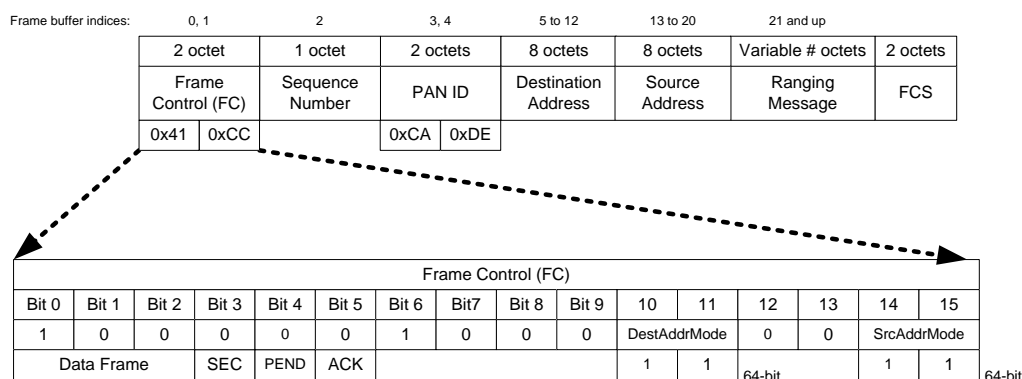 Frame buffer indices: 0, 1 2 3, 4 5 to 12 13 to 20 21 and up
2 octet 1 octet 2 octets 8 octets 8 octets Variable # octets 2 octets
Frame Control (FC) Sequence Number PAN ID Destination Address Source Address Ranging Message FCS
0x41 0xCC 0xCA 0xDE
Frame Control (FC)
Bit 0 Bit 1 Bit 2 Bit 3 Bit 4 Bit 5 Bit 6 Bit7 Bit 8 Bit 9 10 11 12 13 14 15
1 0 0 0 0 0 1 0 0 0 DestAddrMode 0 0 SrcAddrMode
Data Frame SEC PEND ACK 1 1 64-bit 1 1 64-bit